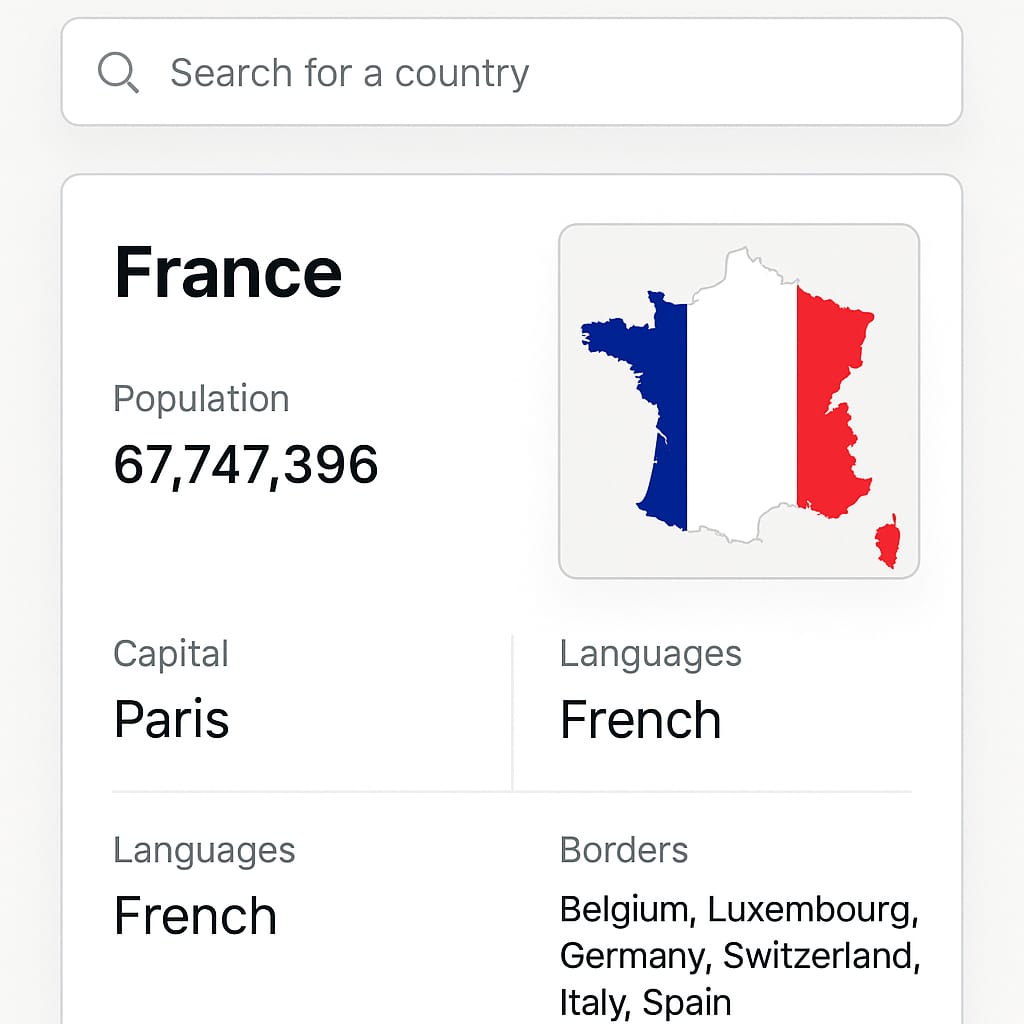 Search for a country
France
Population
67,747,396
Capital
Paris
Languages
French
Languages
French
Borders
Belgium, Luxembourg,
Germany, Switzerland,
Italy, Spain